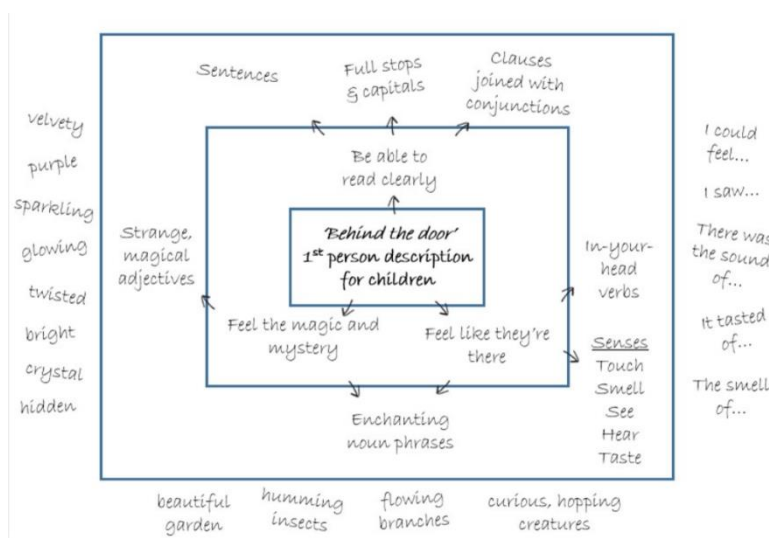 Sentences
Full stops
& capitals
Clauses
joined with
conjunctions
velvety
purple
sparkling
glowing
twisted
bright
crystal
hidden
Be able to
read clearly
Strange,
magical
adjectives
'Behind the door'
1st person description
for children
In-your-
head
verbs
Feel the magic and
mystery
Feel like they're
there
Senses
Touch
Smell
See
Hear
Taste
Enchanting
noun phrases
I could
feel...
I saw...
There was
the sound
of...
It tasted
of...
The smell
of...
beautiful
garden
humming
insects
flowing
branches
curious, hopping
creatures